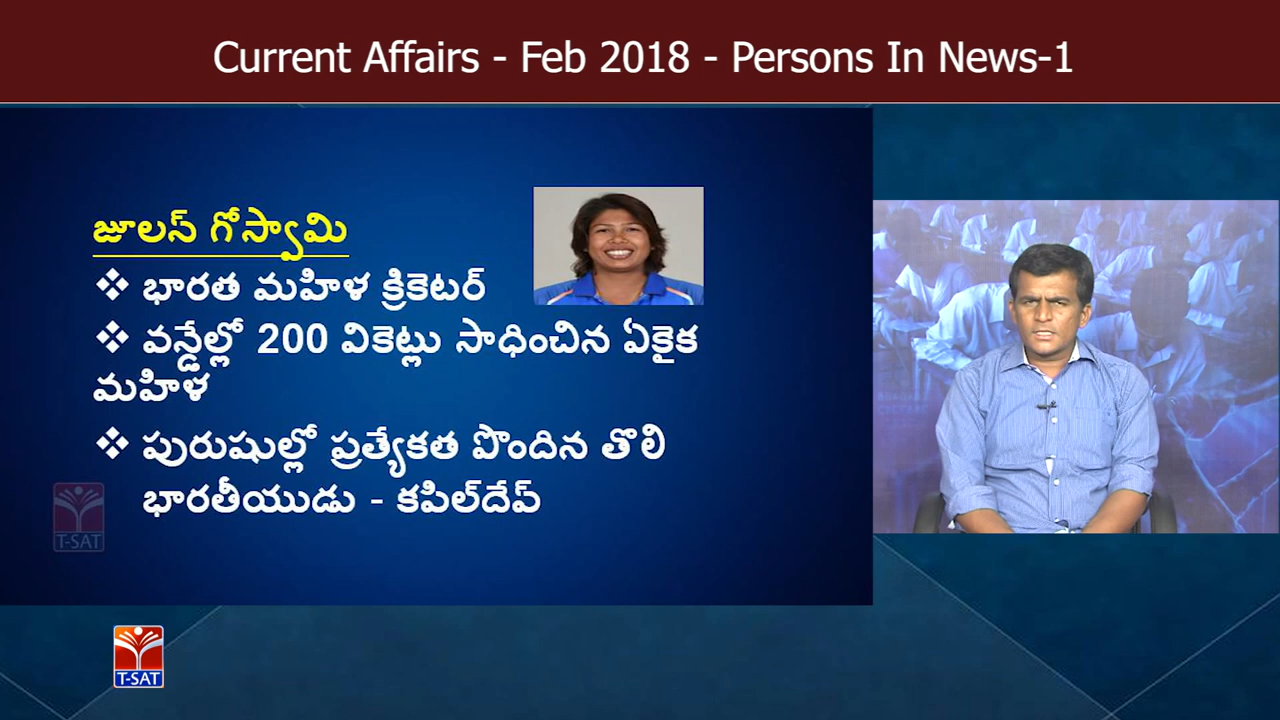 Current Affairs - Feb 2018 - Persons In News-1
జూలన్ గోస్వామి
❖ భారత మహిళ క్రికెటర్
❖ వన్డేల్లో 200 వికెట్లు సాధించిన ఏకైక
మహిళ
❖ పురుషుల్లో ప్రత్యేకత పొందిన తొలి
భారతీయుడు - కపిల్‌దేవ్
T-SAT
T-SAT